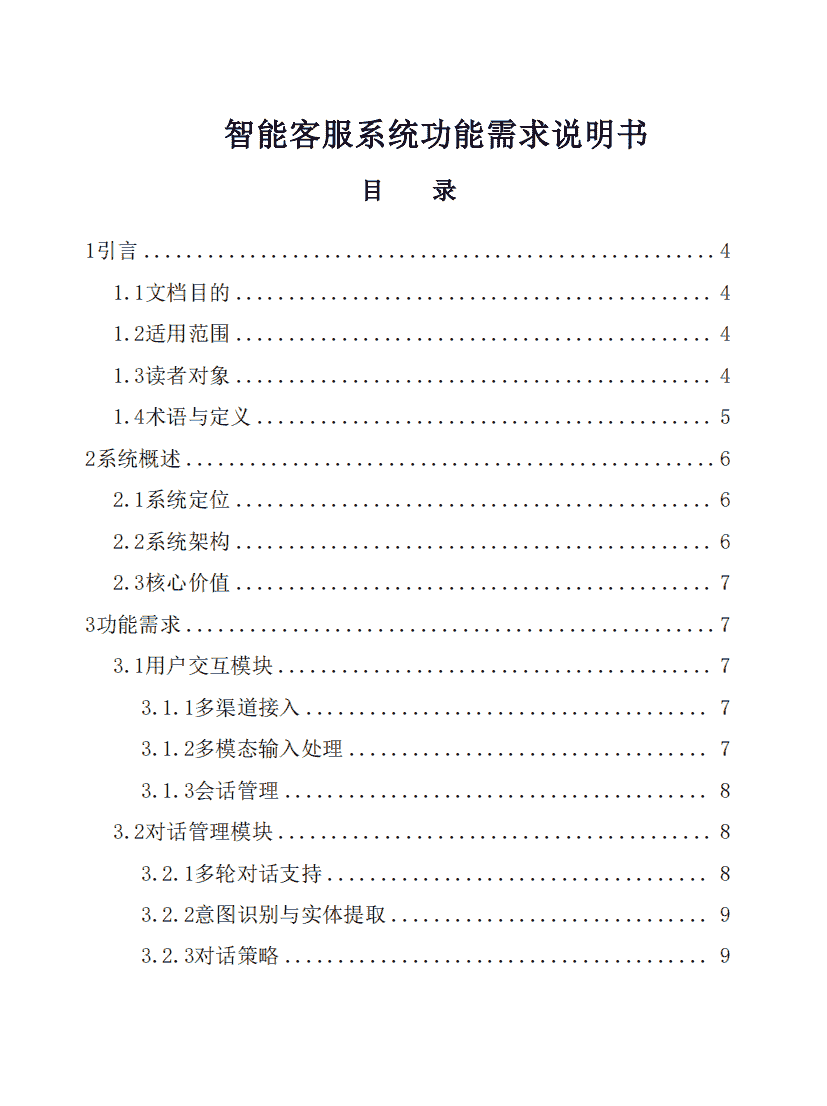 智能客服系统功能需求说明书
目 录
1引言......................................................4
1.1文档目的.............................................4
1.2适用范围.............................................4
1.3读者对象.............................................4
1.4术语与定义...........................................5
2系统概述..................................................6
2.1系统定位.............................................6
2.2系统架构.............................................6
2.3核心价值.............................................7
3功能需求..................................................7
3.1用户交互模块.........................................7
3.1.1多渠道接入...................................... 7
3.1.2多模态输入处理.................................. 7
3.1.3会话管理........................................ 8
3.2对话管理模块.........................................8
3.2.1多轮对话支持.................................... 8
3.2.2意图识别与实体提取.............................. 9
3.2.3对话策略........................................ 9